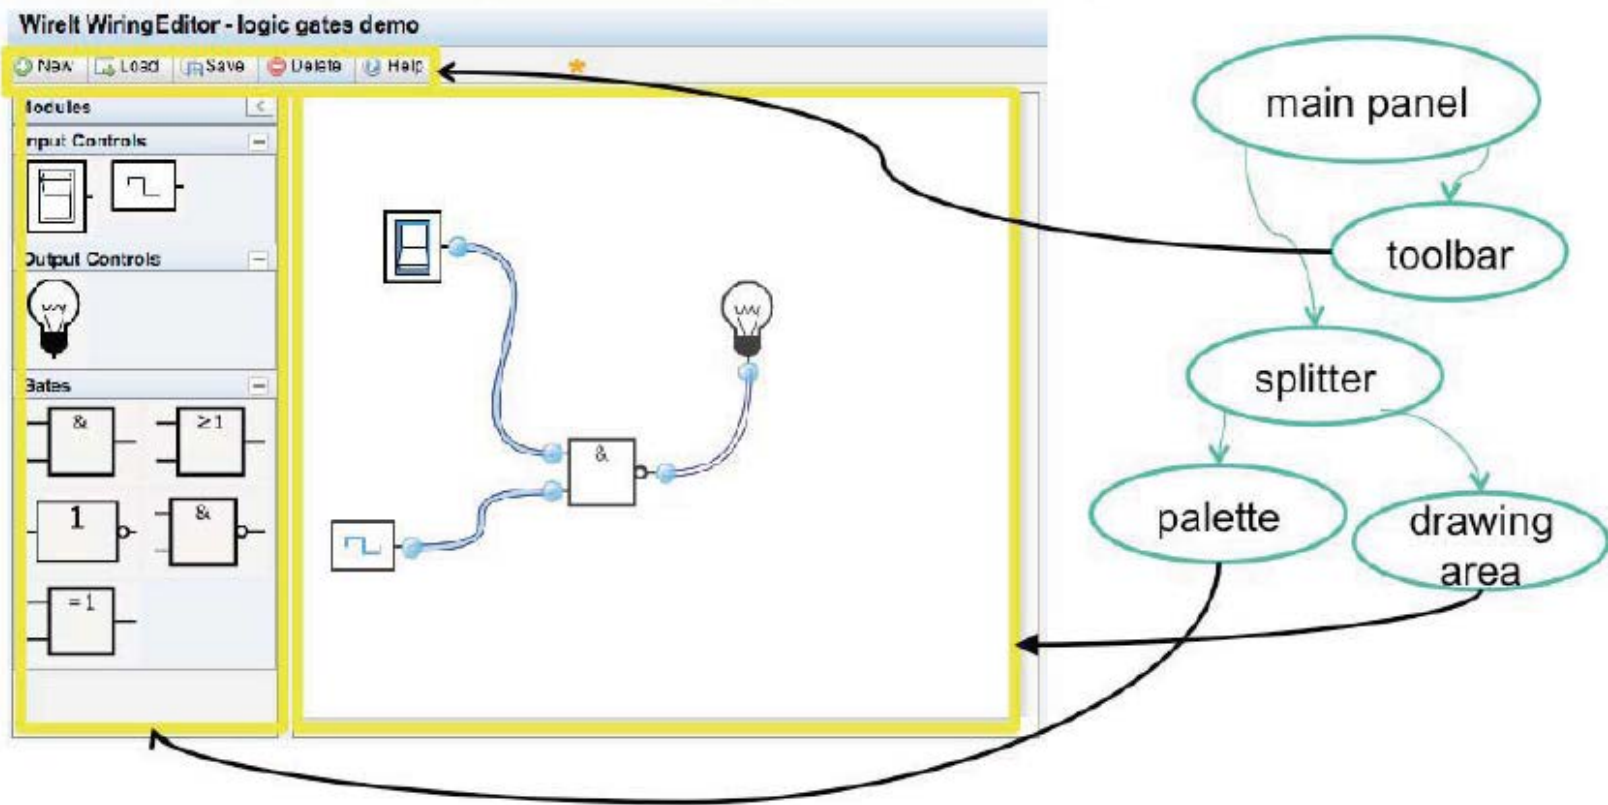 WireIt WiringEditor - logic gates demo
New Load Save Delete Help
*
Modules <
Input Controls
Output Controls
Gates
& ≥1
1 &
=1
&
main panel
toolbar
splitter
palette
drawing
area